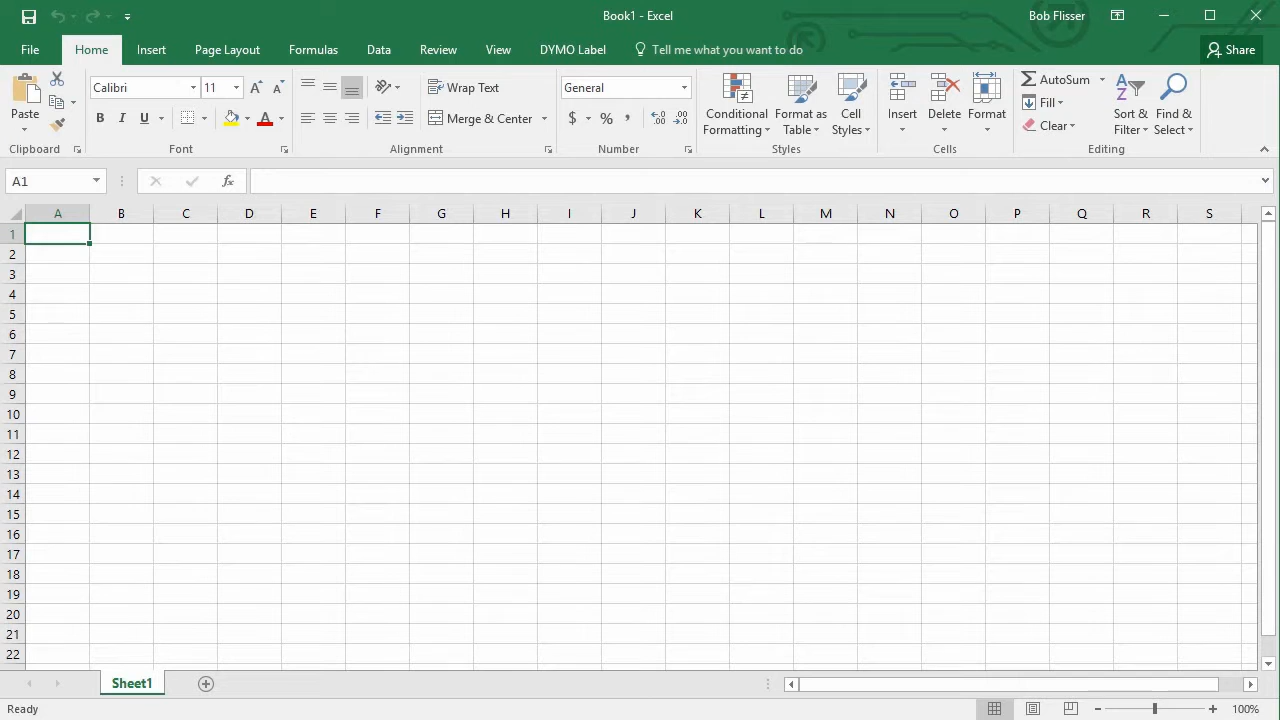 Book1 - Excel
Bob Flisser
File Home Insert Page Layout Formulas Data Review View DYMO Label Tell me what you want to do Share
Calibri 11 Wrap Text General AutoSum
Fill
Paste B I U Merge & Center $ % , Conditional Formatting Format as Table Cell Styles Insert Delete Format Clear Sort & Filter Find & Select
Clipboard Font Alignment Number Styles Cells Editing
A1 fx
A B C D E F G H I J K L M N O P Q R S
1
2
3
4
5
6
7
8
9
10
11
12
13
14
15
16
17
18
19
20
21
22
Sheet1
Ready 100%